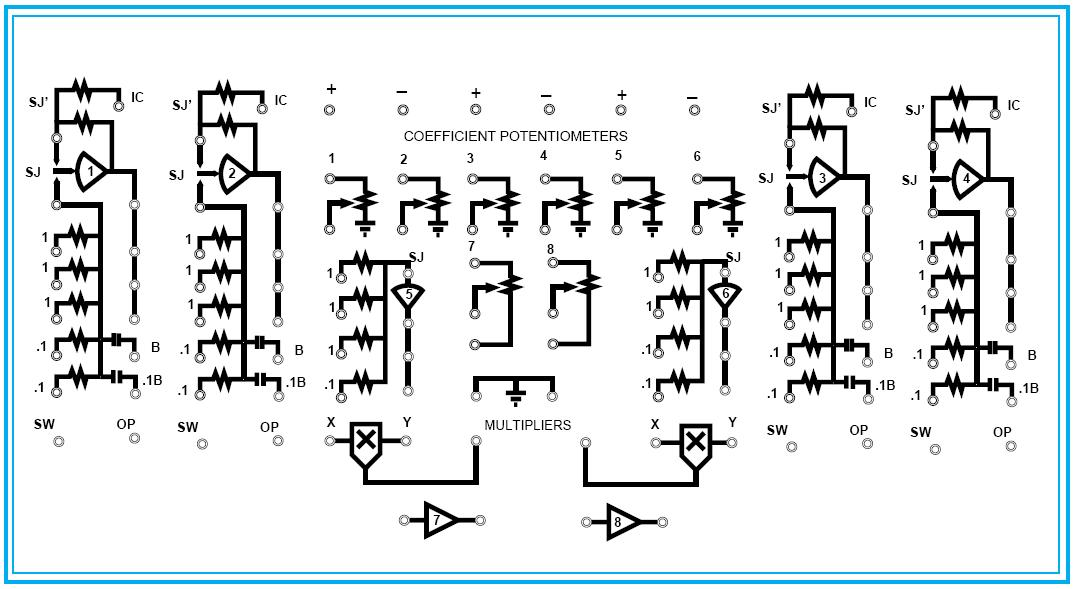 SJ' IC
SJ' IC
+ − + − + −
SJ' IC
SJ' IC
COEFFICIENT POTENTIOMETERS
1 2 3 4 5 6
SJ 1
SJ 2
SJ 3
SJ 4
1
1
1
.1 B
.1 .1B
SW OP
1
1
1
.1 B
.1 .1B
SW OP
SJ
1
1 5
1
.1
7 8
SJ
1
1 6
.1
.1
1
1
1
.1 B
.1 .1B
SW OP
1
1
1
.1 B
.1 .1B
SW OP
X Y MULTIPLIERS X Y
7 8